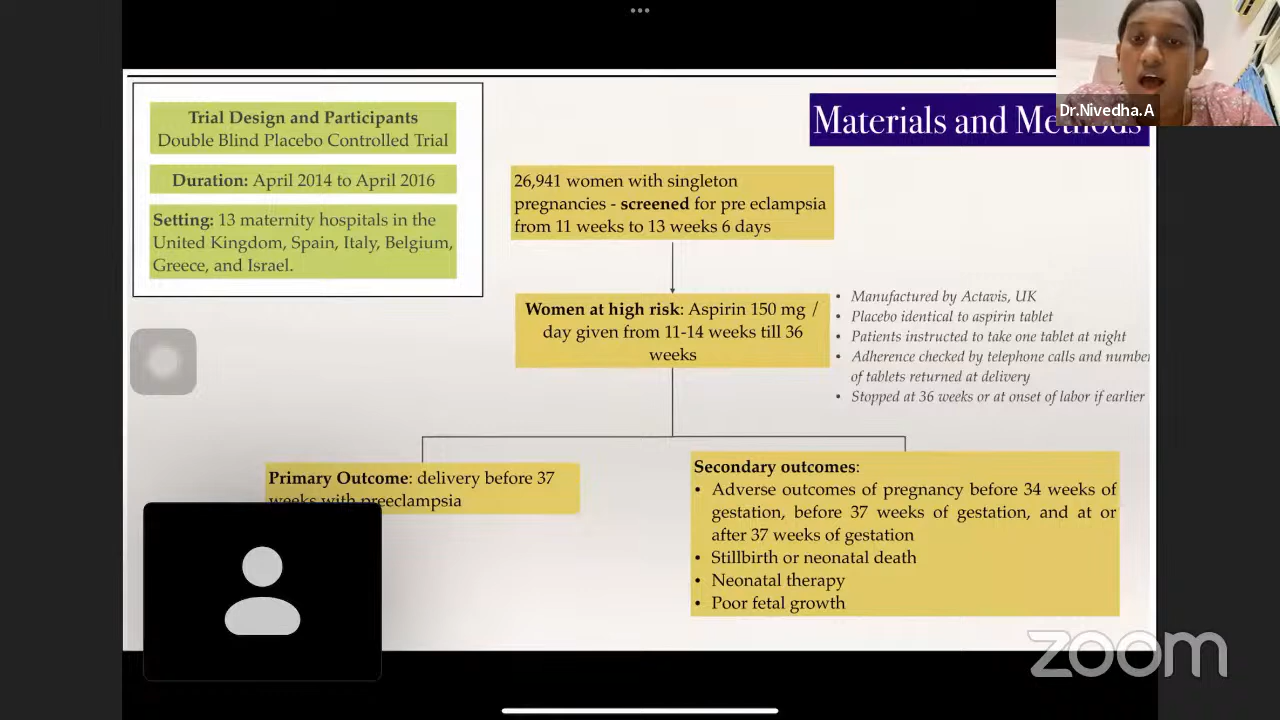 Trial Design and Participants
Double Blind Placebo Controlled Trial
Duration: April 2014 to April 2016
Setting: 13 maternity hospitals in the
United Kingdom, Spain, Italy, Belgium,
Greece, and Israel.
Materials and Methods
Dr.Nivedha.A
26,941 women with singleton
pregnancies - screened for pre eclampsia
from 11 weeks to 13 weeks 6 days
Women at high risk: Aspirin 150 mg /
day given from 11-14 weeks till 36
weeks
• Manufactured by Actavis, UK
• Placebo identical to aspirin tablet
• Patients instructed to take one tablet at night
• Adherence checked by telephone calls and number
of tablets returned at delivery
• Stopped at 36 weeks or at onset of labor if earlier
Primary Outcome: delivery before 37
weeks with preeclampsia
Secondary outcomes:
• Adverse outcomes of pregnancy before 34 weeks of
gestation, before 37 weeks of gestation, and at or
after 37 weeks of gestation
• Stillbirth or neonatal death
• Neonatal therapy
• Poor fetal growth
zoom